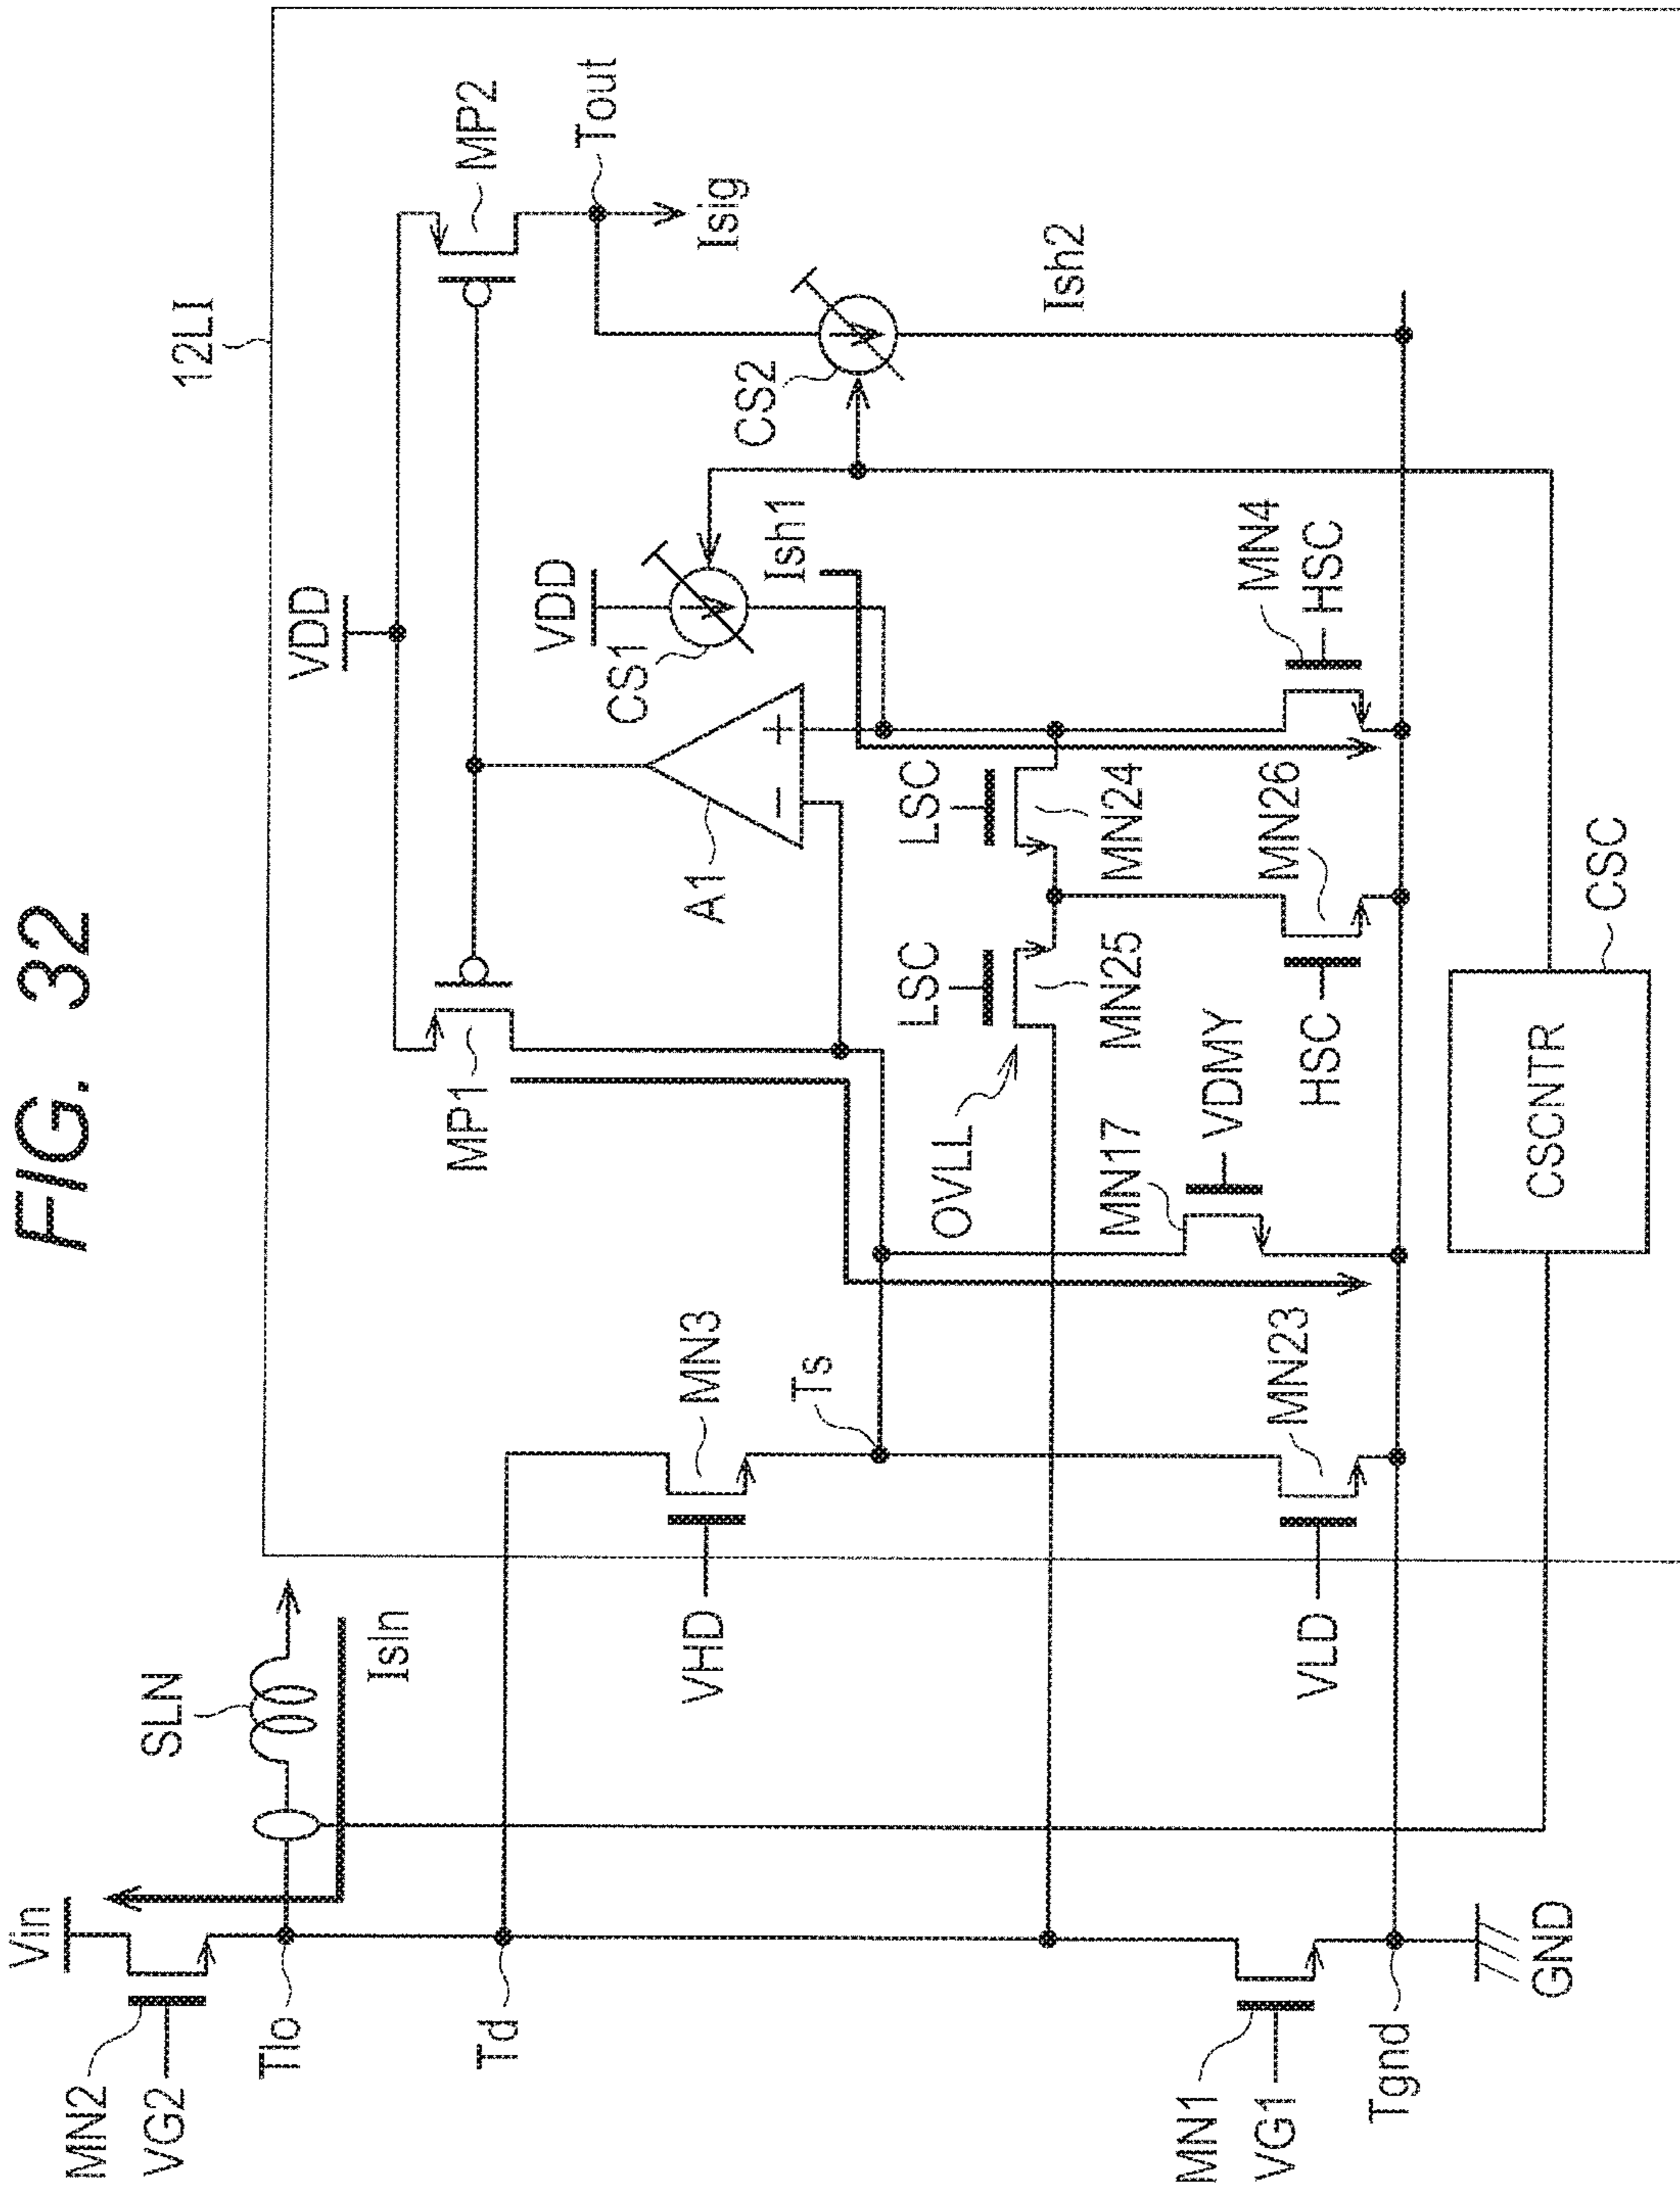 FIG. 32
12LI
VDD
MP1
MP2
Tout
Isig
A1
-
+
VDD
CS1
Ish1
CS2
Ish2
LSC
LSC
MN25
MN24
OVLL
MN17
VDMY
HSC
MN26
MN4
HSC
MN3
VHD
Ts
MN23
VLD
CSCNTR
CSC
Vin
MN2
VG2
Tlo
SLN
Isln
Td
MN1
VG1
Tgnd
GND